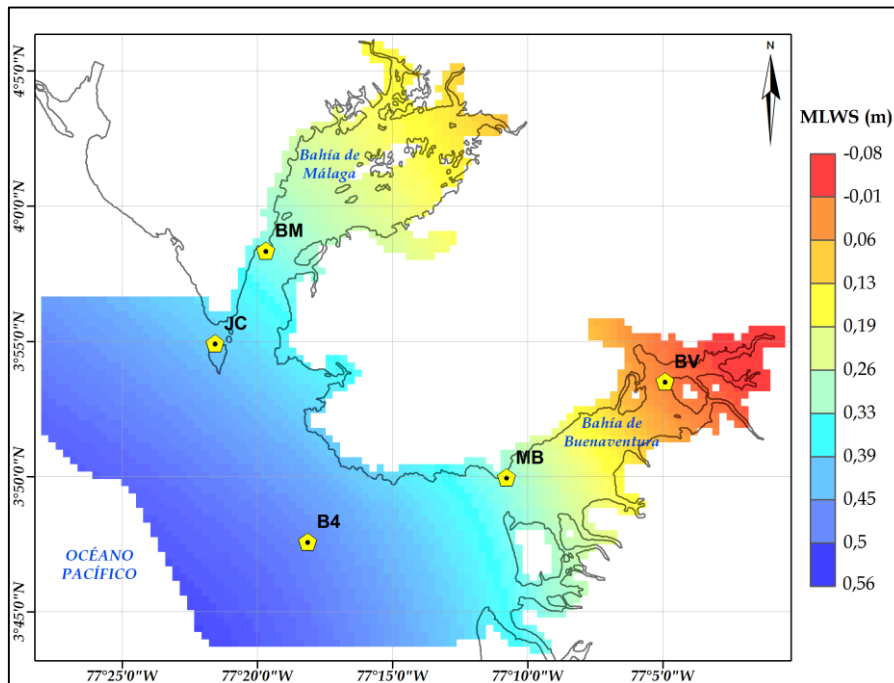 N
MLWS (m)
-0,08
-0,01
0,06
0,13
0,19
0,26
0,33
0,39
0,45
0,5
0,56
4°5'0"N
4°0'0"N
3°55'0"N
3°50'0"N
3°45'0"N
Bahía de
Málaga
BM
JC
BV
Bahía de
Buenaventura
MB
B4
OCÉANO
PACÍFICO
77°25'0"W
77°20'0"W
77°15'0"W
77°10'0"W
77°5'0"W